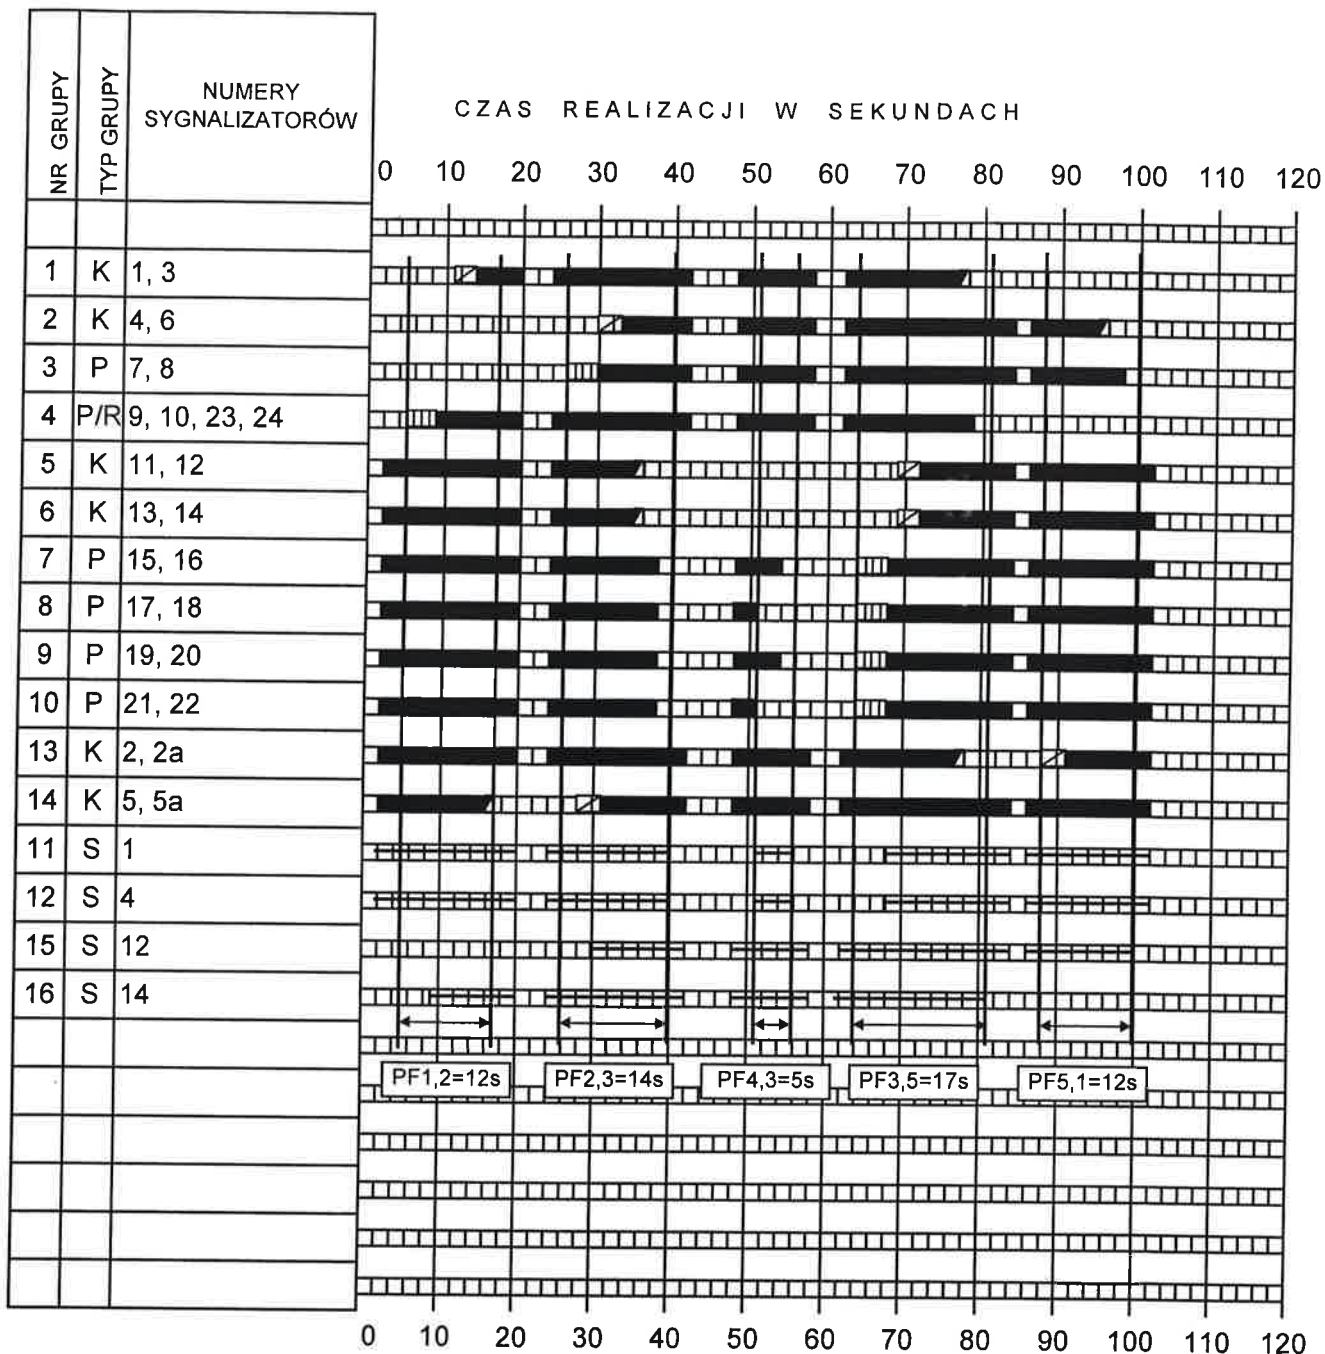 NR GRUPY
TYP GRUPY
NUMERY
SYGNALIZATORÓW
CZAS REALIZACJI W SEKUNDACH
0 10 20 30 40 50 60 70 80 90 100 110 120
1 K 1, 3
2 K 4, 6
3 P 7, 8
4 P/R 9, 10, 23, 24
5 K 11, 12
6 K 13, 14
7 P 15, 16
8 P 17, 18
9 P 19, 20
10 P 21, 22
13 K 2, 2a
14 K 5, 5a
11 S 1
12 S 4
15 S 12
16 S 14
PF1,2=12s PF2,3=14s PF4,3=5s PF3,5=17s PF5,1=12s
0 10 20 30 40 50 60 70 80 90 100 110 120